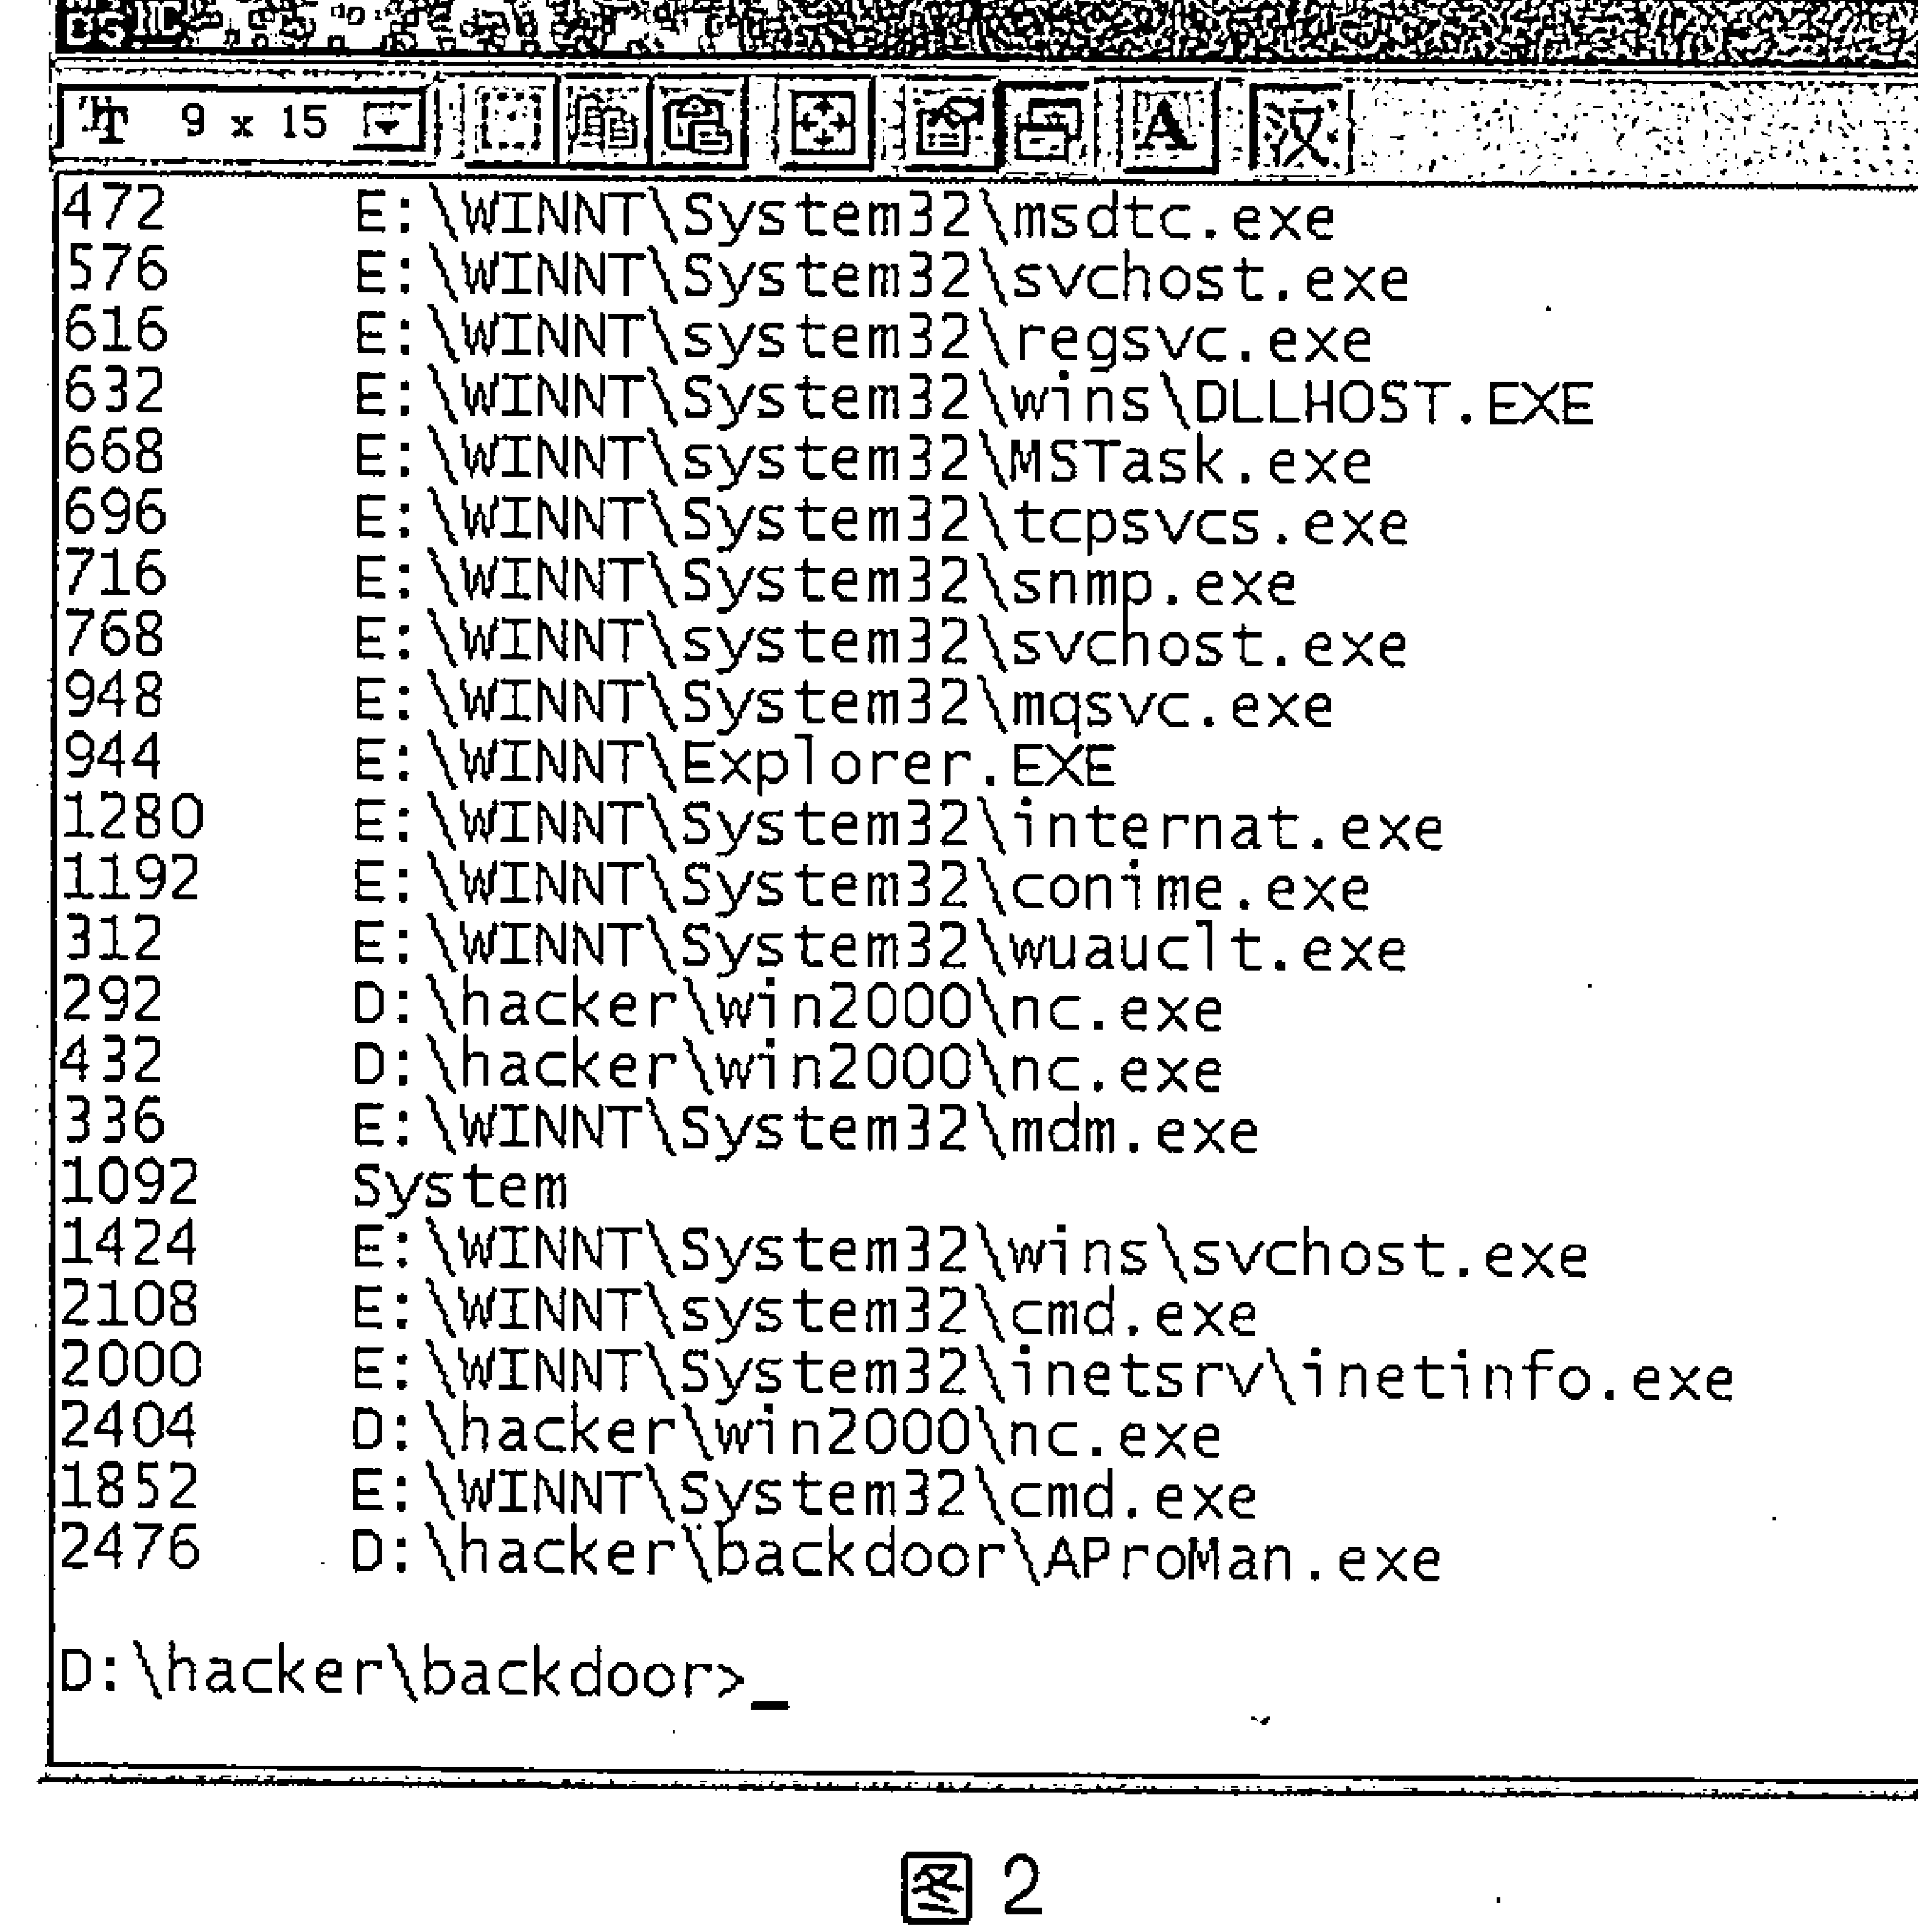 9 x 15 A 汉
472 E:\WINNT\System32\msdtc.exe
576 E:\WINNT\System32\svchost.exe
616 E:\WINNT\system32\regsvc.exe
632 E:\WINNT\System32\wins\DLLHOST.EXE
668 E:\WINNT\system32\MSTask.exe
696 E:\WINNT\System32\tcpsvcs.exe
716 E:\WINNT\System32\snmp.exe
768 E:\WINNT\system32\svchost.exe
948 E:\WINNT\System32\mqsvc.exe
944 E:\WINNT\Explorer.EXE
1280 E:\WINNT\System32\internat.exe
1192 E:\WINNT\System32\conime.exe
312 E:\WINNT\System32\wuauclt.exe
292 D:\hacker\win2000\nc.exe
432 D:\hacker\win2000\nc.exe
336 E:\WINNT\System32\mdm.exe
1092 System
1424 E:\WINNT\System32\wins\svchost.exe
2108 E:\WINNT\system32\cmd.exe
2000 E:\WINNT\System32\inetsrv\inetinfo.exe
2404 D:\hacker\win2000\nc.exe
1852 E:\WINNT\System32\cmd.exe
2476 D:\hacker\backdoor\AProMan.exe
D:\hacker\backdoor>_
图 2